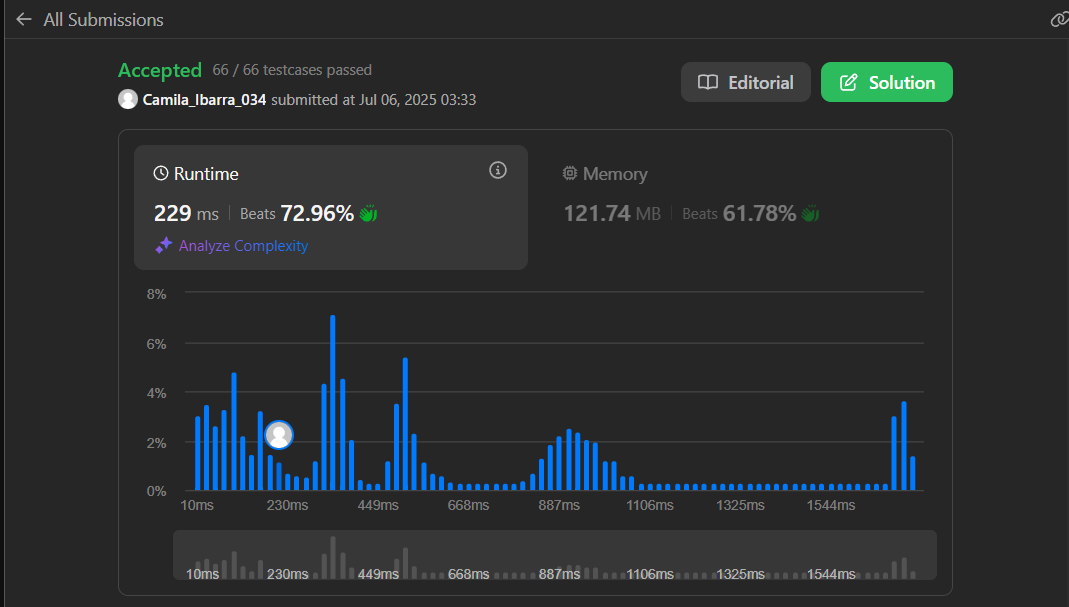 All Submissions
Accepted 66 / 66 testcases passed
Camila_Ibarra_034 submitted at Jul 06, 2025 03:33
Editorial
Solution
Runtime
229 ms | Beats 72.96%
Analyze Complexity
Memory
121.74 MB | Beats 61.78%
8%
6%
4%
2%
0%
10ms 230ms 449ms 668ms 887ms 1106ms 1325ms 1544ms
10ms 230ms 449ms 668ms 887ms 1106ms 1325ms 1544ms